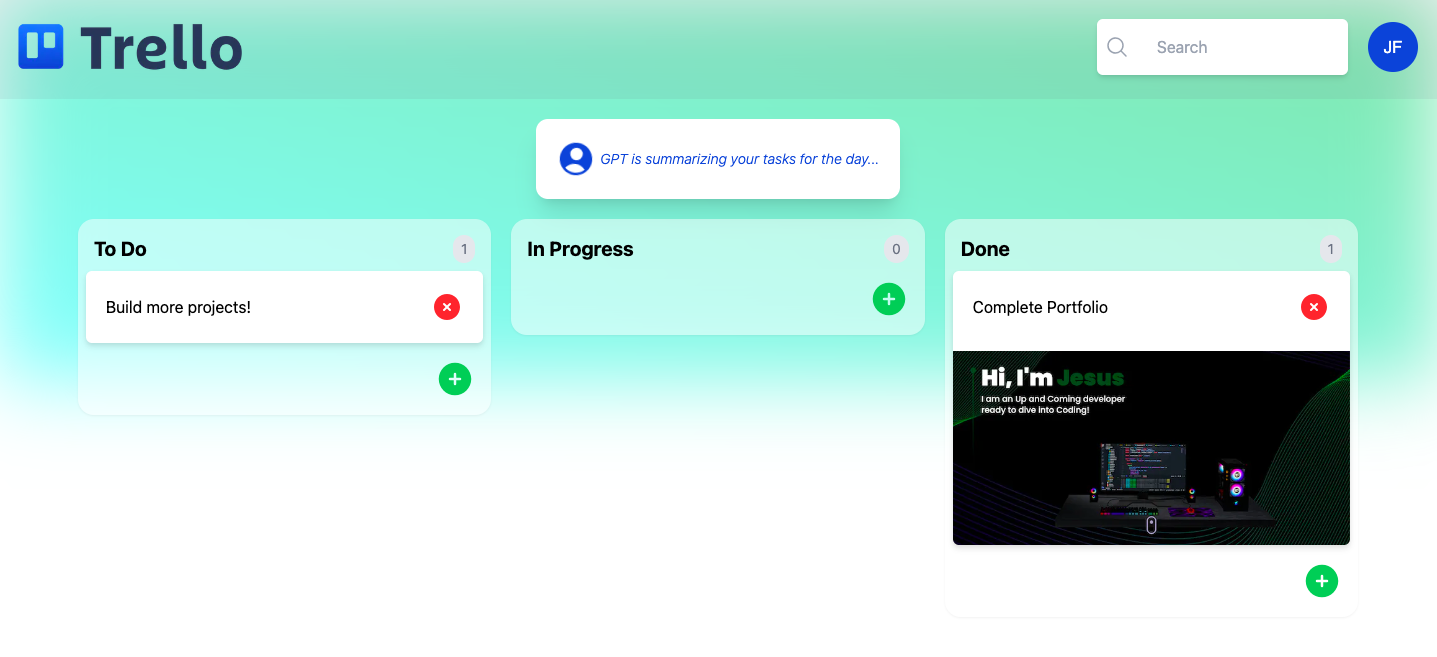 Trello
Search
JF
GPT is summarizing your tasks for the day...
To Do
1
Build more projects!
In Progress
0
Done
1
Complete Portfolio
Hi, I'm Jesus
I am an Up and Coming developer
ready to dive into Coding!